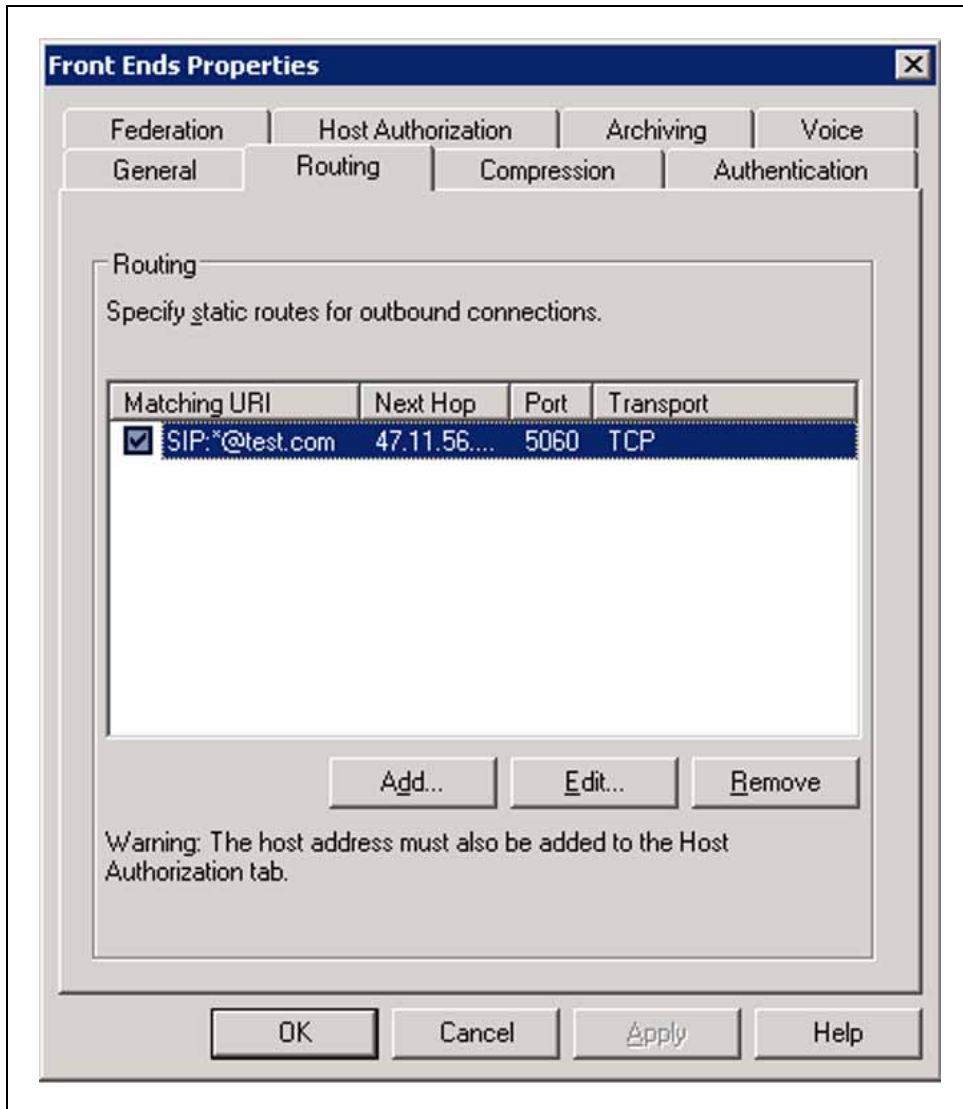 Front Ends Properties
Federation Host Authorization Archiving Voice
General Routing Compression Authentication
Routing
Specify static routes for outbound connections.
Matching URI Next Hop Port Transport
SIP:*@test.com 47.11.56.... 5060 TCP
Add... Edit... Remove
Warning: The host address must also be added to the Host
Authorization tab.
OK Cancel Apply Help